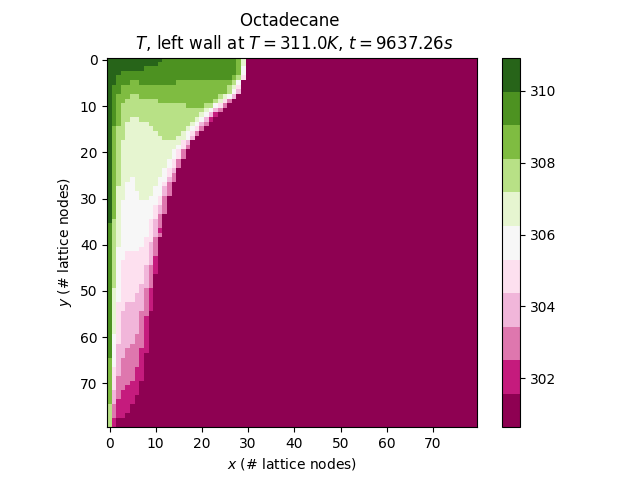 Octadecane
T, left wall at T = 311.0K, t = 9637.26s
0
10
20
30
40
50
60
70
y (# lattice nodes)
0 10 20 30 40 50 60 70
x (# lattice nodes)
310
308
306
304
302